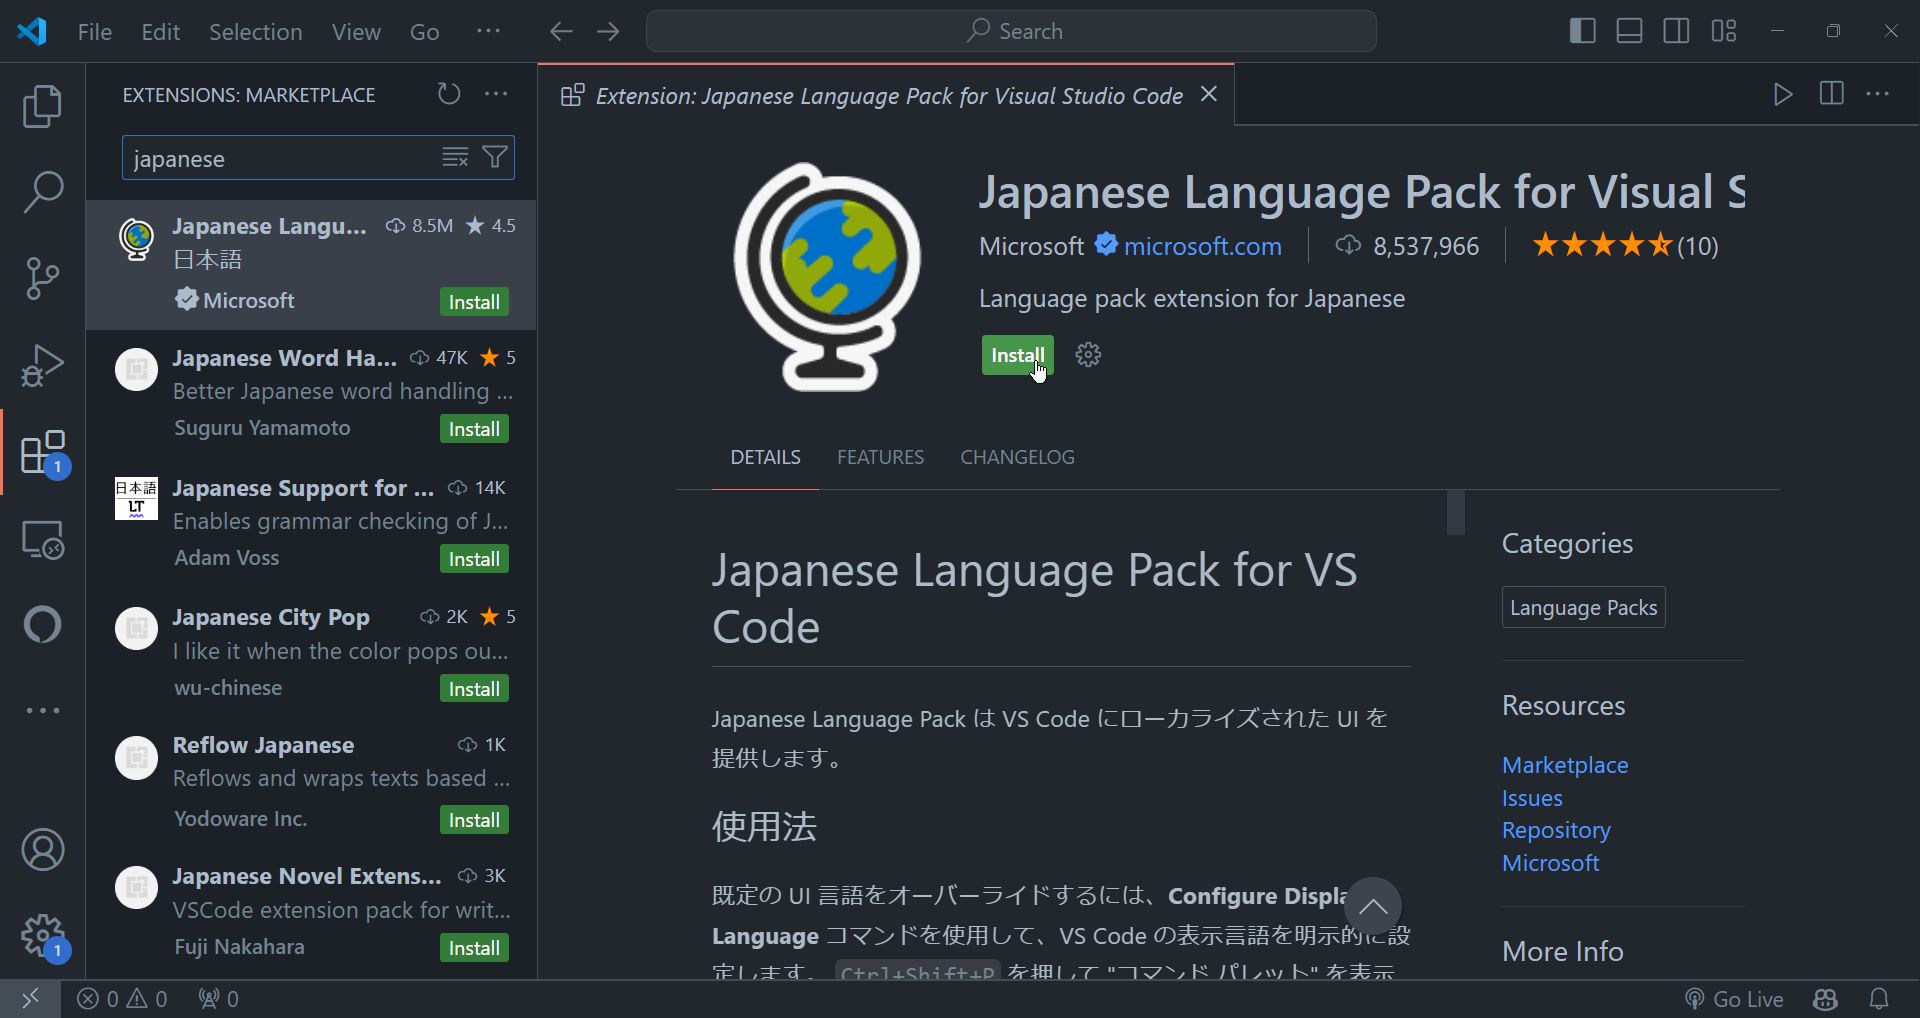 File Edit Selection View Go ... Search
EXTENSIONS: MARKETPLACE
japanese
Japanese Langu... 8.5M 4.5
日本語
Microsoft Install
Japanese Word Ha... 47K 5
Better Japanese word handling ...
Suguru Yamamoto Install
日本語
LT
Japanese Support for ... 14K
Enables grammar checking of J...
Adam Voss Install
Japanese City Pop 2K 5
I like it when the color pops ou...
wu-chinese Install
Reflow Japanese 1K
Reflows and wraps texts based ...
Yodoware Inc. Install
Japanese Novel Extens... 3K
VSCode extension pack for writ...
Fuji Nakahara Install
1
1
Extension: Japanese Language Pack for Visual Studio Code
Japanese Language Pack for Visual S
Microsoft microsoft.com 8,537,966 (10)
Language pack extension for Japanese
Install
DETAILS FEATURES CHANGELOG
Japanese Language Pack for VS
Code
Japanese Language Pack は VS Code にローカライズされた UI を
提供します。
使用法
既定の UI 言語をオーバーライドするには、Configure Displa
Language コマンドを使用して、VS Code の表示言語を明示的に設
定します。 Ctrl+Shift+P を押して "コマンド パレット" を表示
Categories
Language Packs
Resources
Marketplace
Issues
Repository
Microsoft
More Info
0 0 0 Go Live